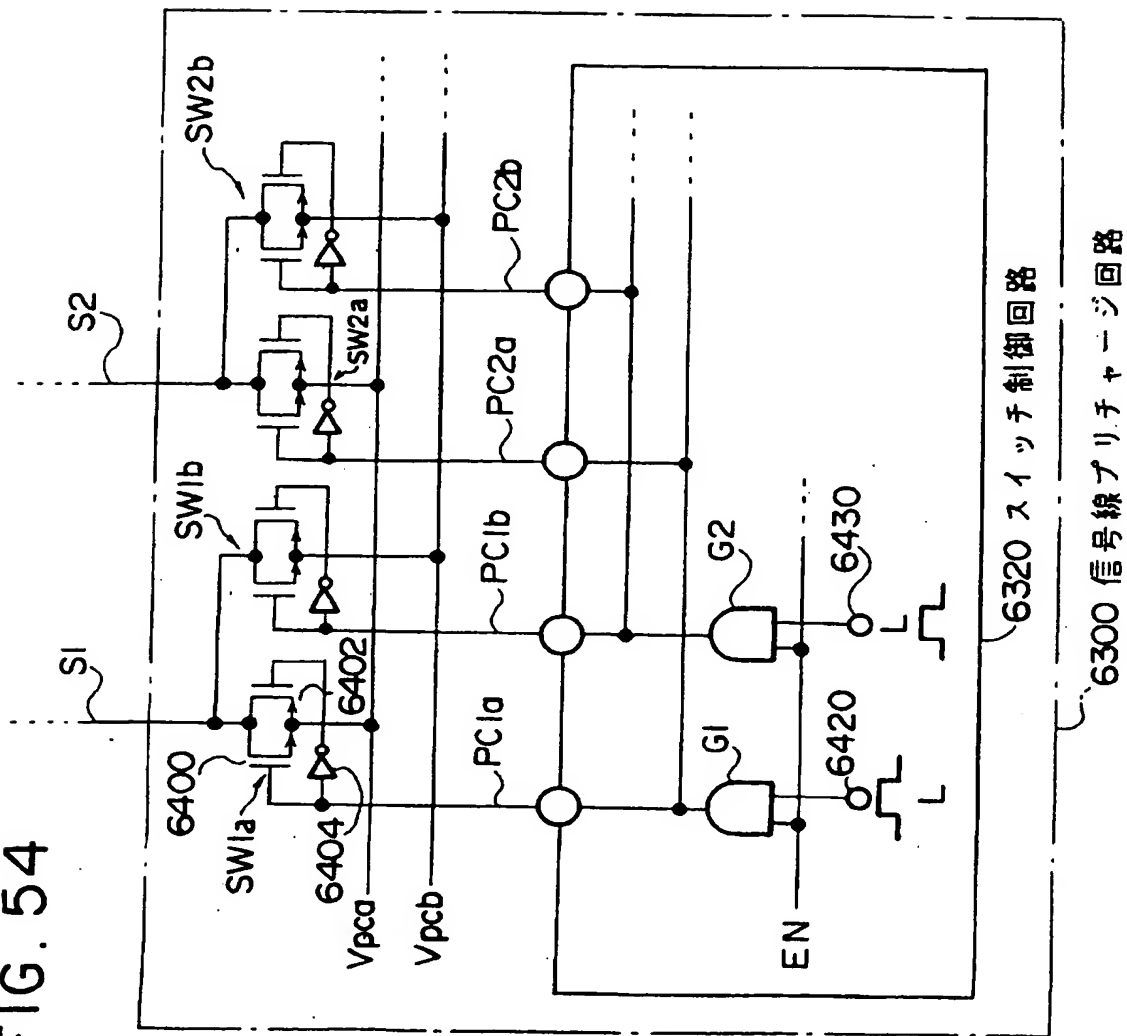 FIG. 54
S1
S2
SW1a
6400
6402
6404
SW1b
SW2a
SW2b
Vpca
Vpcb
PC1a
PC1b
PC2a
PC2b
G1
G2
EN
6420
L
6430
L
6320 スイッチ制御回路
6300 信号線プリチャージ回路